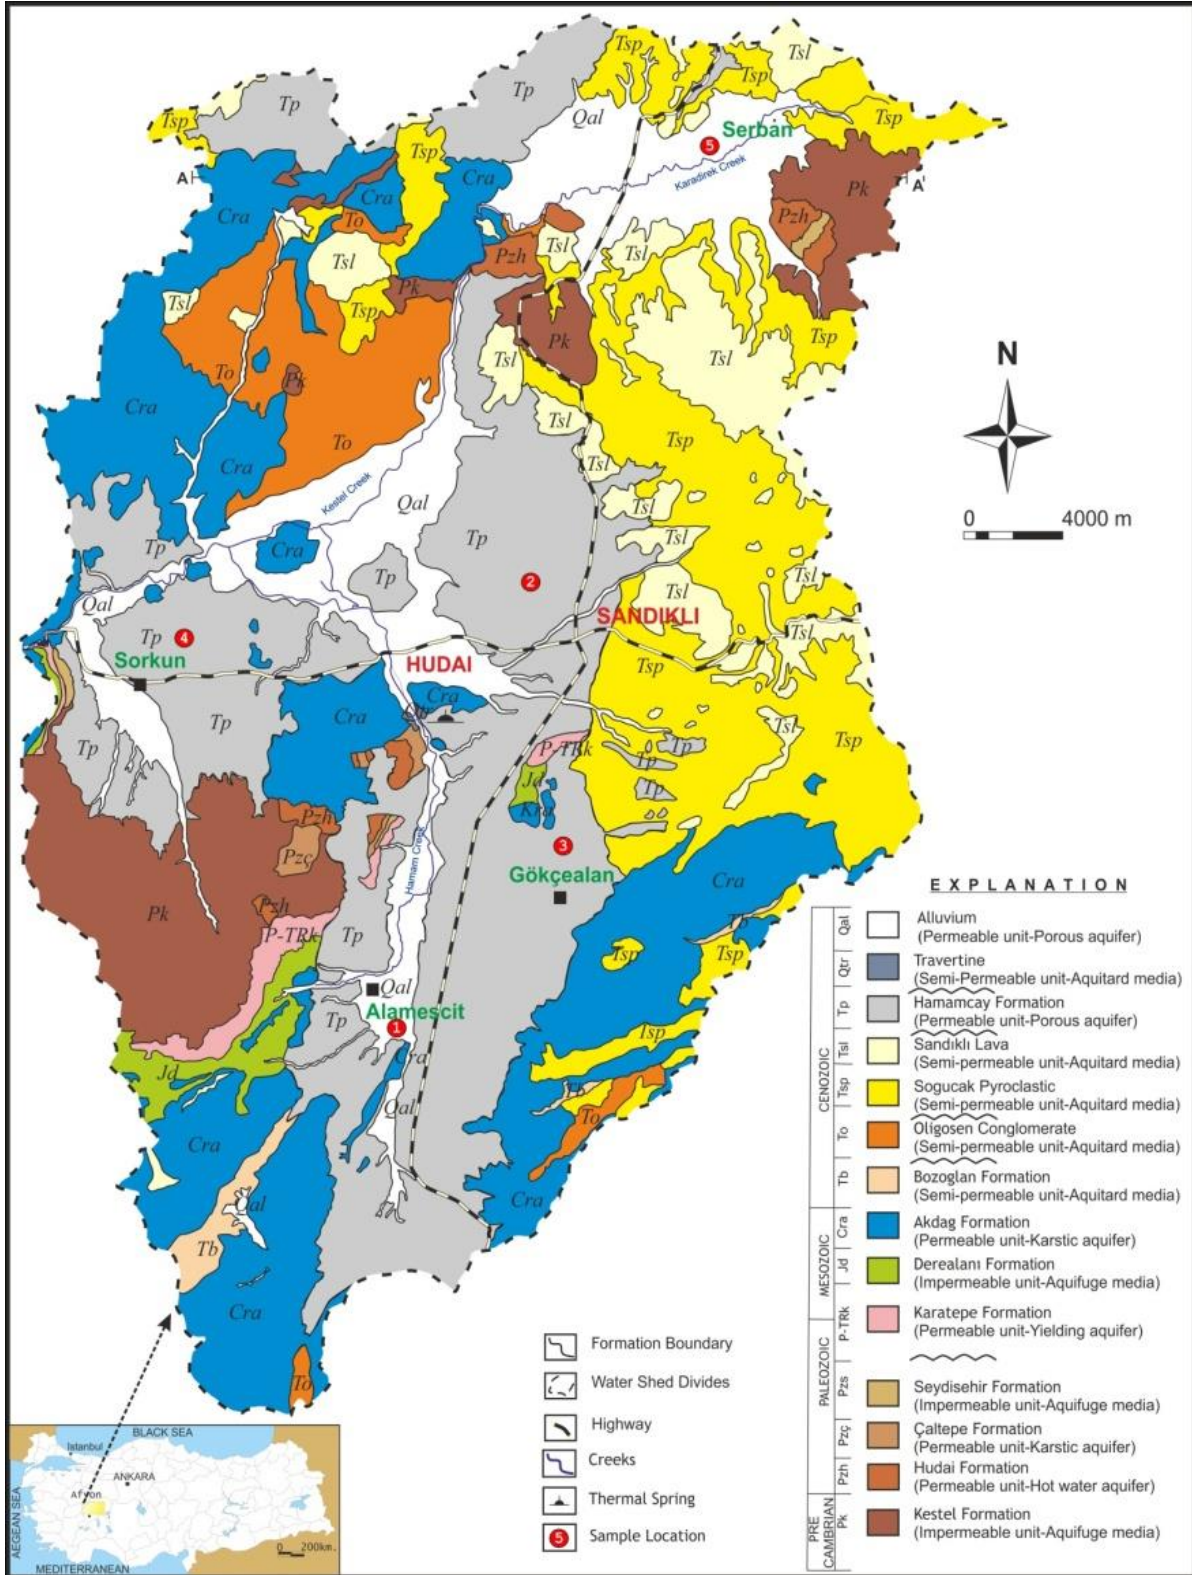 Tsp
Tsl
Tp
Tsp
Tp
Qal
Tsp
Tsp
Serban
5
Tsp
Cra
Karadirek Creek
A
A'
Cra
Cra
Pk
Pzh
To
Tsl
Pzh
Tsl
Tsl
Tsl
Pk
Tsp
Tsp
Pk
Tsl
Tsl
N
To
Pk
Cra
Tsl
Tsp
To
Cra
Tsl
Kestel Creek
Qal
Tsl
0 4000 m
Tp
Cra
Tp
Tsl
Tp
2
Tsl
Tsl
Qal
SANDIKLI
Tp
4
Tsl
Sorkun
HUDAI
Tsp
Cra
Cra
Tp
Tsl
Tsp
Tp
P-TRk
Tp
Tp
Jd
Tp
Kra
Pzh
3
Pzç
Hamam Creek
Gökçealan
Cra
Pk
Pzh
P-TRk
Tp
Tb
Tsp
Tsp
Qal
Alamescit
1
Tp
Cra
Tsp
Jd
Tb
Qal
To
Cra
Cra
Qal
Tb
Cra
To
EXPLANATION
CENOZOIC
MESOZOIC
PALEOZOIC
PRE
CAMBRIAN
Qal
Alluvium
(Permeable unit-Porous aquifer)
Qtr
Travertine
(Semi-Permeable unit-Aquitard media)
Tp
Hamamcay Formation
(Permeable unit-Porous aquifer)
Tsl
Sandıklı Lava
(Semi-permeable unit-Aquitard media)
Tsp
Sogucak Pyroclastic
(Semi-permeable unit-Aquitard media)
To
Oligosen Conglomerate
(Semi-permeable unit-Aquitard media)
Tb
Bozoglan Formation
(Semi-permeable unit-Aquitard media)
Cra
Akdag Formation
(Permeable unit-Karstic aquifer)
Jd
Derealanı Formation
(Impermeable unit-Aquifuge media)
P-TRk
Karatepe Formation
(Permeable unit-Yielding aquifer)
Pzs
Seydisehir Formation
(Impermeable unit-Aquifuge media)
Pzç
Çaltepe Formation
(Permeable unit-Karstic aquifer)
Pzh
Hudai Formation
(Permeable unit-Hot water aquifer)
Pk
Kestel Formation
(Impermeable unit-Aquifuge media)
Formation Boundary
Water Shed Divides
Highway
Creeks
Thermal Spring
5 Sample Location
BLACK SEA
Istanbul
ANKARA
Afyon
AEGEAN SEA
0 200km.
MEDITERRANEAN